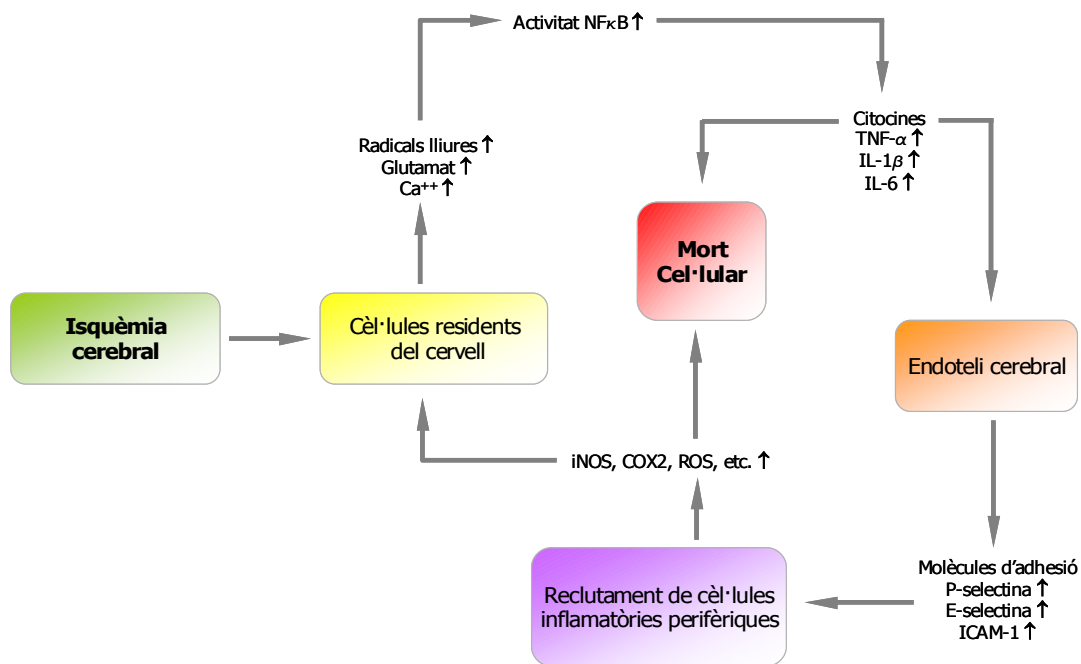 Activitat NFκB ↑
Radicals lliures ↑
Glutamat ↑
Ca⁺⁺ ↑
Citocines
TNF-α ↑
IL-1β ↑
IL-6 ↑
Mort
Cel·lular
Isquèmia
cerebral
Cèl·lules residents
del cervell
Endoteli cerebral
iNOS, COX2, ROS, etc. ↑
Molècules d'adhesió
P-selectina ↑
E-selectina ↑
ICAM-1 ↑
Reclutament de cèl·lules
inflamatòries perifèriques